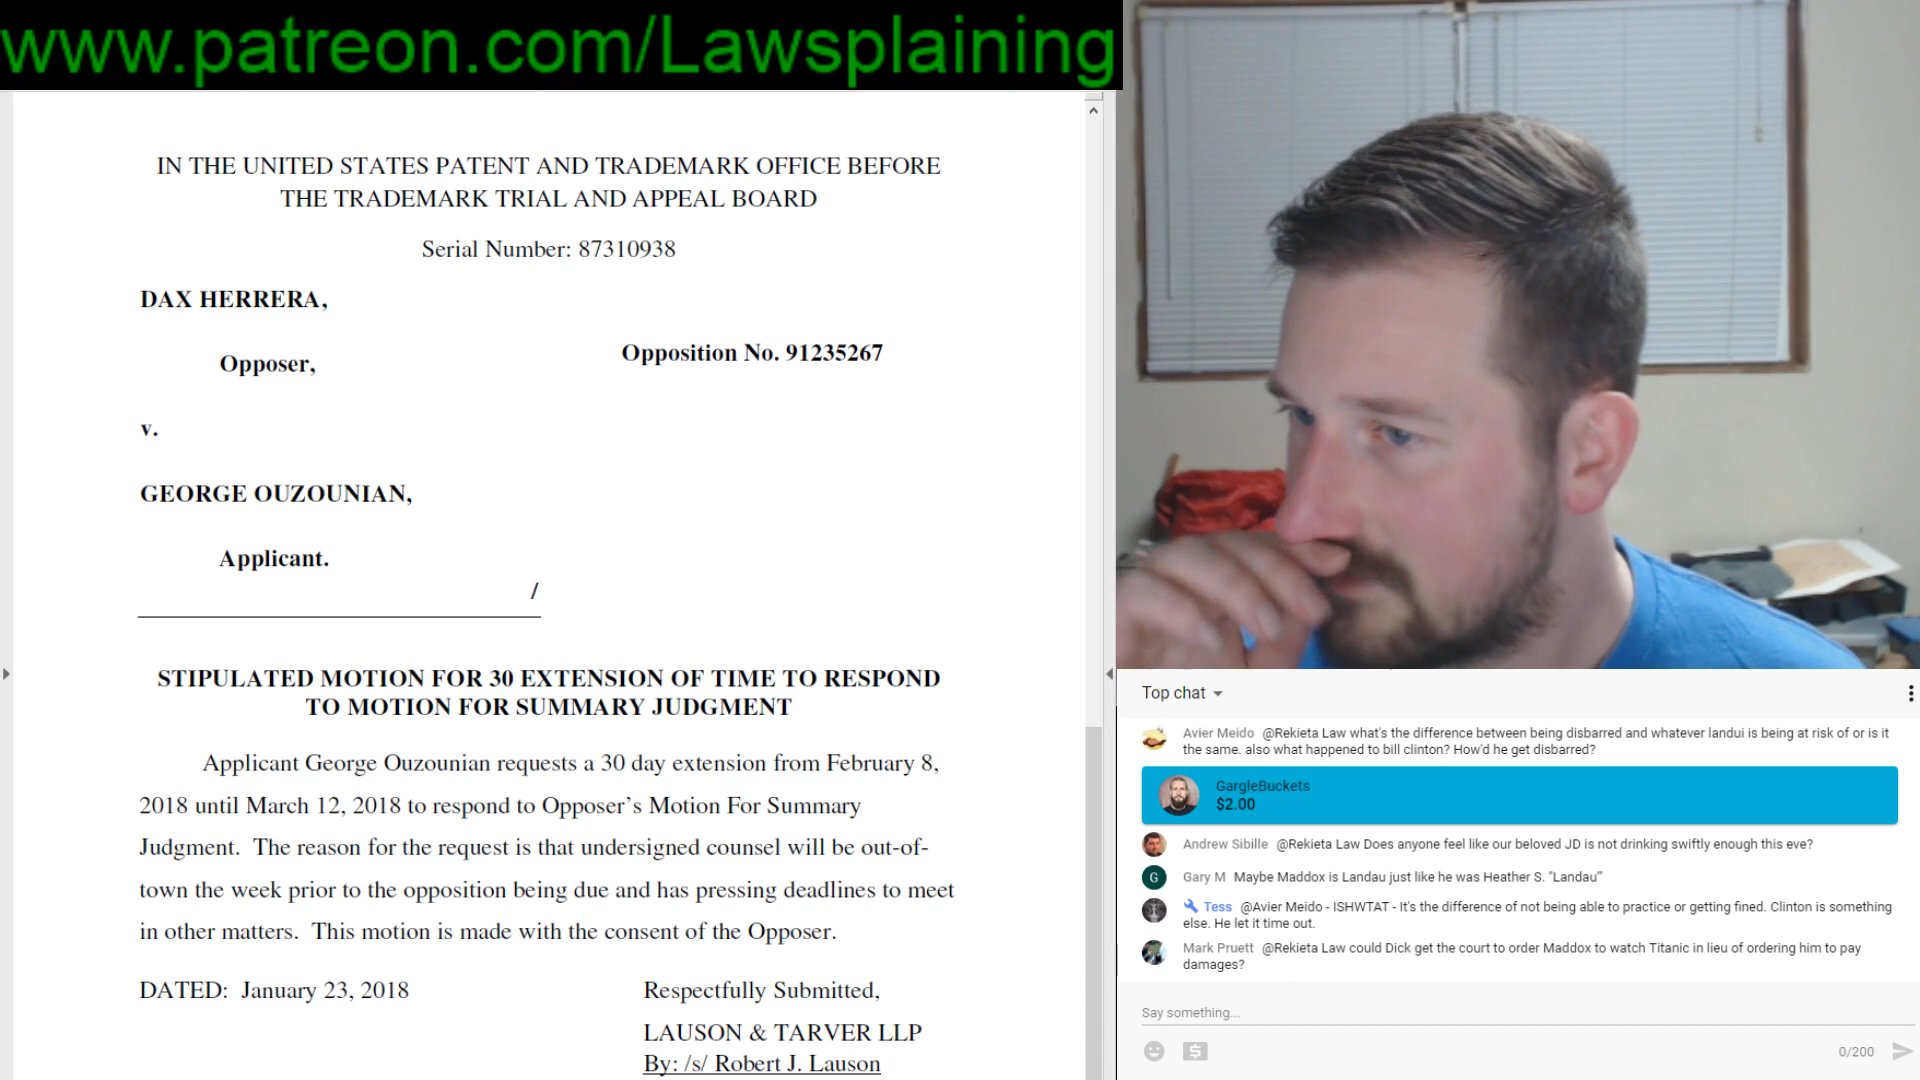 www.patreon.com/Lawsplaining
IN THE UNITED STATES PATENT AND TRADEMARK OFFICE BEFORE
THE TRADEMARK TRIAL AND APPEAL BOARD
Serial Number: 87310938
DAX HERRERA,
Opposer,
Opposition No. 91235267
v.
GEORGE OUZOUNIAN,
Applicant.
/
STIPULATED MOTION FOR 30 EXTENSION OF TIME TO RESPOND
TO MOTION FOR SUMMARY JUDGMENT
Applicant George Ouzounian requests a 30 day extension from February 8,
2018 until March 12, 2018 to respond to Opposer's Motion For Summary
Judgment. The reason for the request is that undersigned counsel will be out-of-
town the week prior to the opposition being due and has pressing deadlines to meet
in other matters. This motion is made with the consent of the Opposer.
DATED: January 23, 2018
Respectfully Submitted,
LAUSON & TARVER LLP
By: /s/ Robert J. Lauson
Top chat
Avier Meido @Rekieta Law what's the difference between being disbarred and whatever landui is being at risk of or is it
the same. also what happened to bill clinton? How'd he get disbarred?
GargleBuckets
$2.00
Andrew Sibille @Rekieta Law Does anyone feel like our beloved JD is not drinking swiftly enough this eve?
G Gary M Maybe Maddox is Landau just like he was Heather S. "Landau"
Tess @Avier Meido - ISHWTAT - It's the difference of not being able to practice or getting fined. Clinton is something
else. He let it time out.
Mark Pruett @Rekieta Law could Dick get the court to order Maddox to watch Titanic in lieu of ordering him to pay
damages?
Say something...
0/200